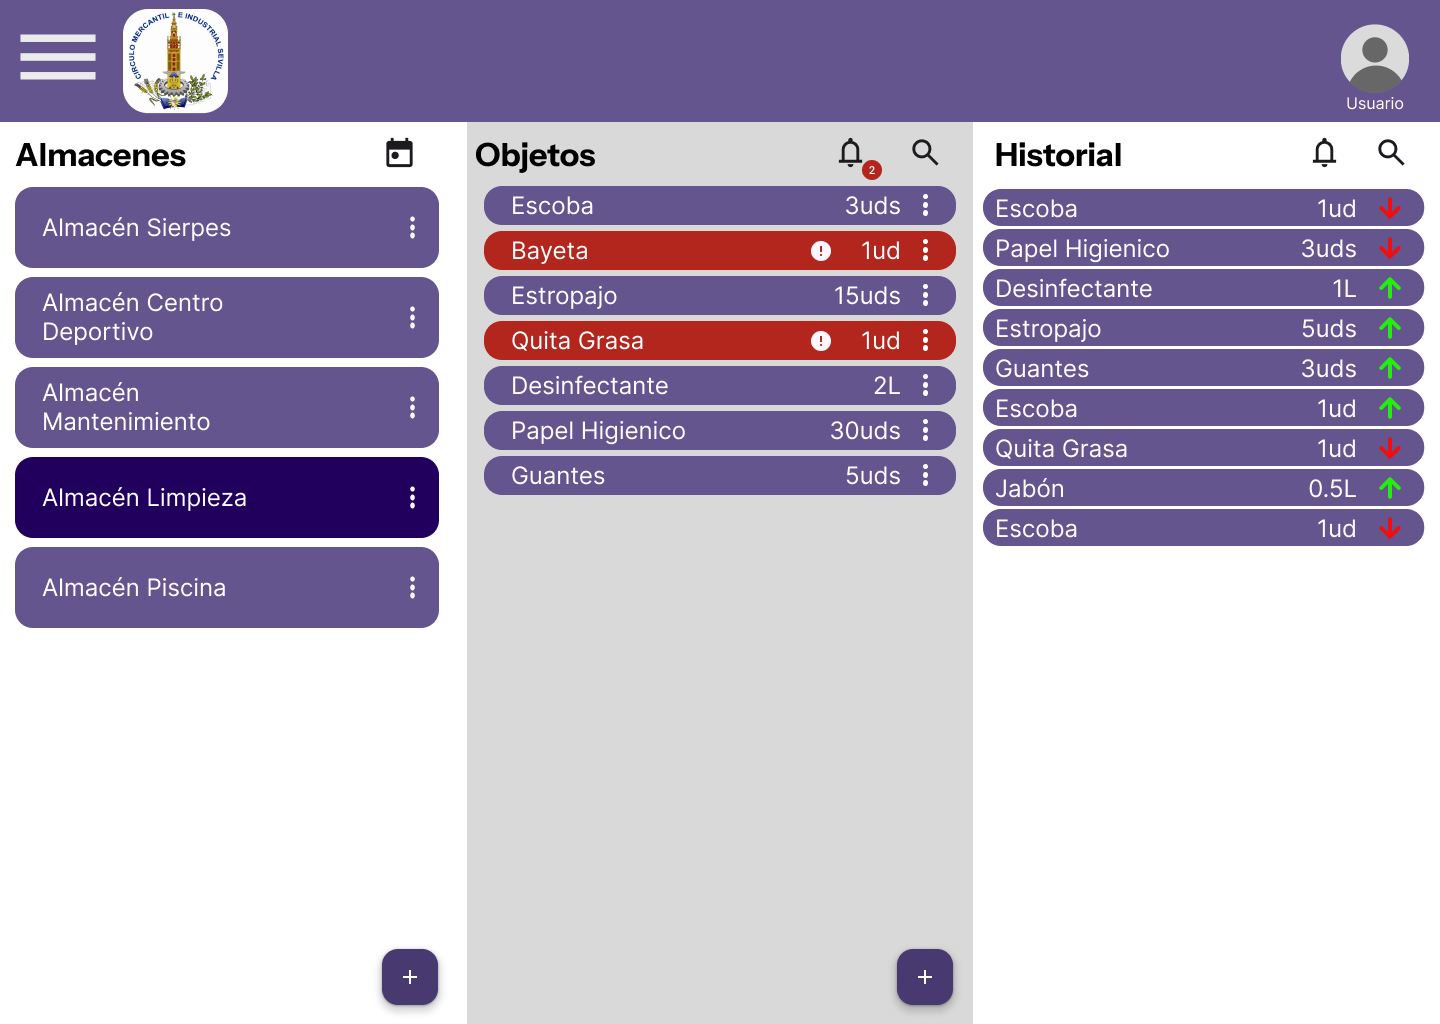 CIRCULO MERCANTIL E INDUSTRIAL SEVILLA
Usuario
Almacenes
Almacén Sierpes
Almacén Centro
Deportivo
Almacén
Mantenimiento
Almacén Limpieza
Almacén Piscina
+
Objetos
2
Escoba 3uds
Bayeta 1ud
Estropajo 15uds
Quita Grasa 1ud
Desinfectante 2L
Papel Higienico 30uds
Guantes 5uds
+
Historial
Escoba 1ud
Papel Higienico 3uds
Desinfectante 1L
Estropajo 5uds
Guantes 3uds
Escoba 1ud
Quita Grasa 1ud
Jabón 0.5L
Escoba 1ud